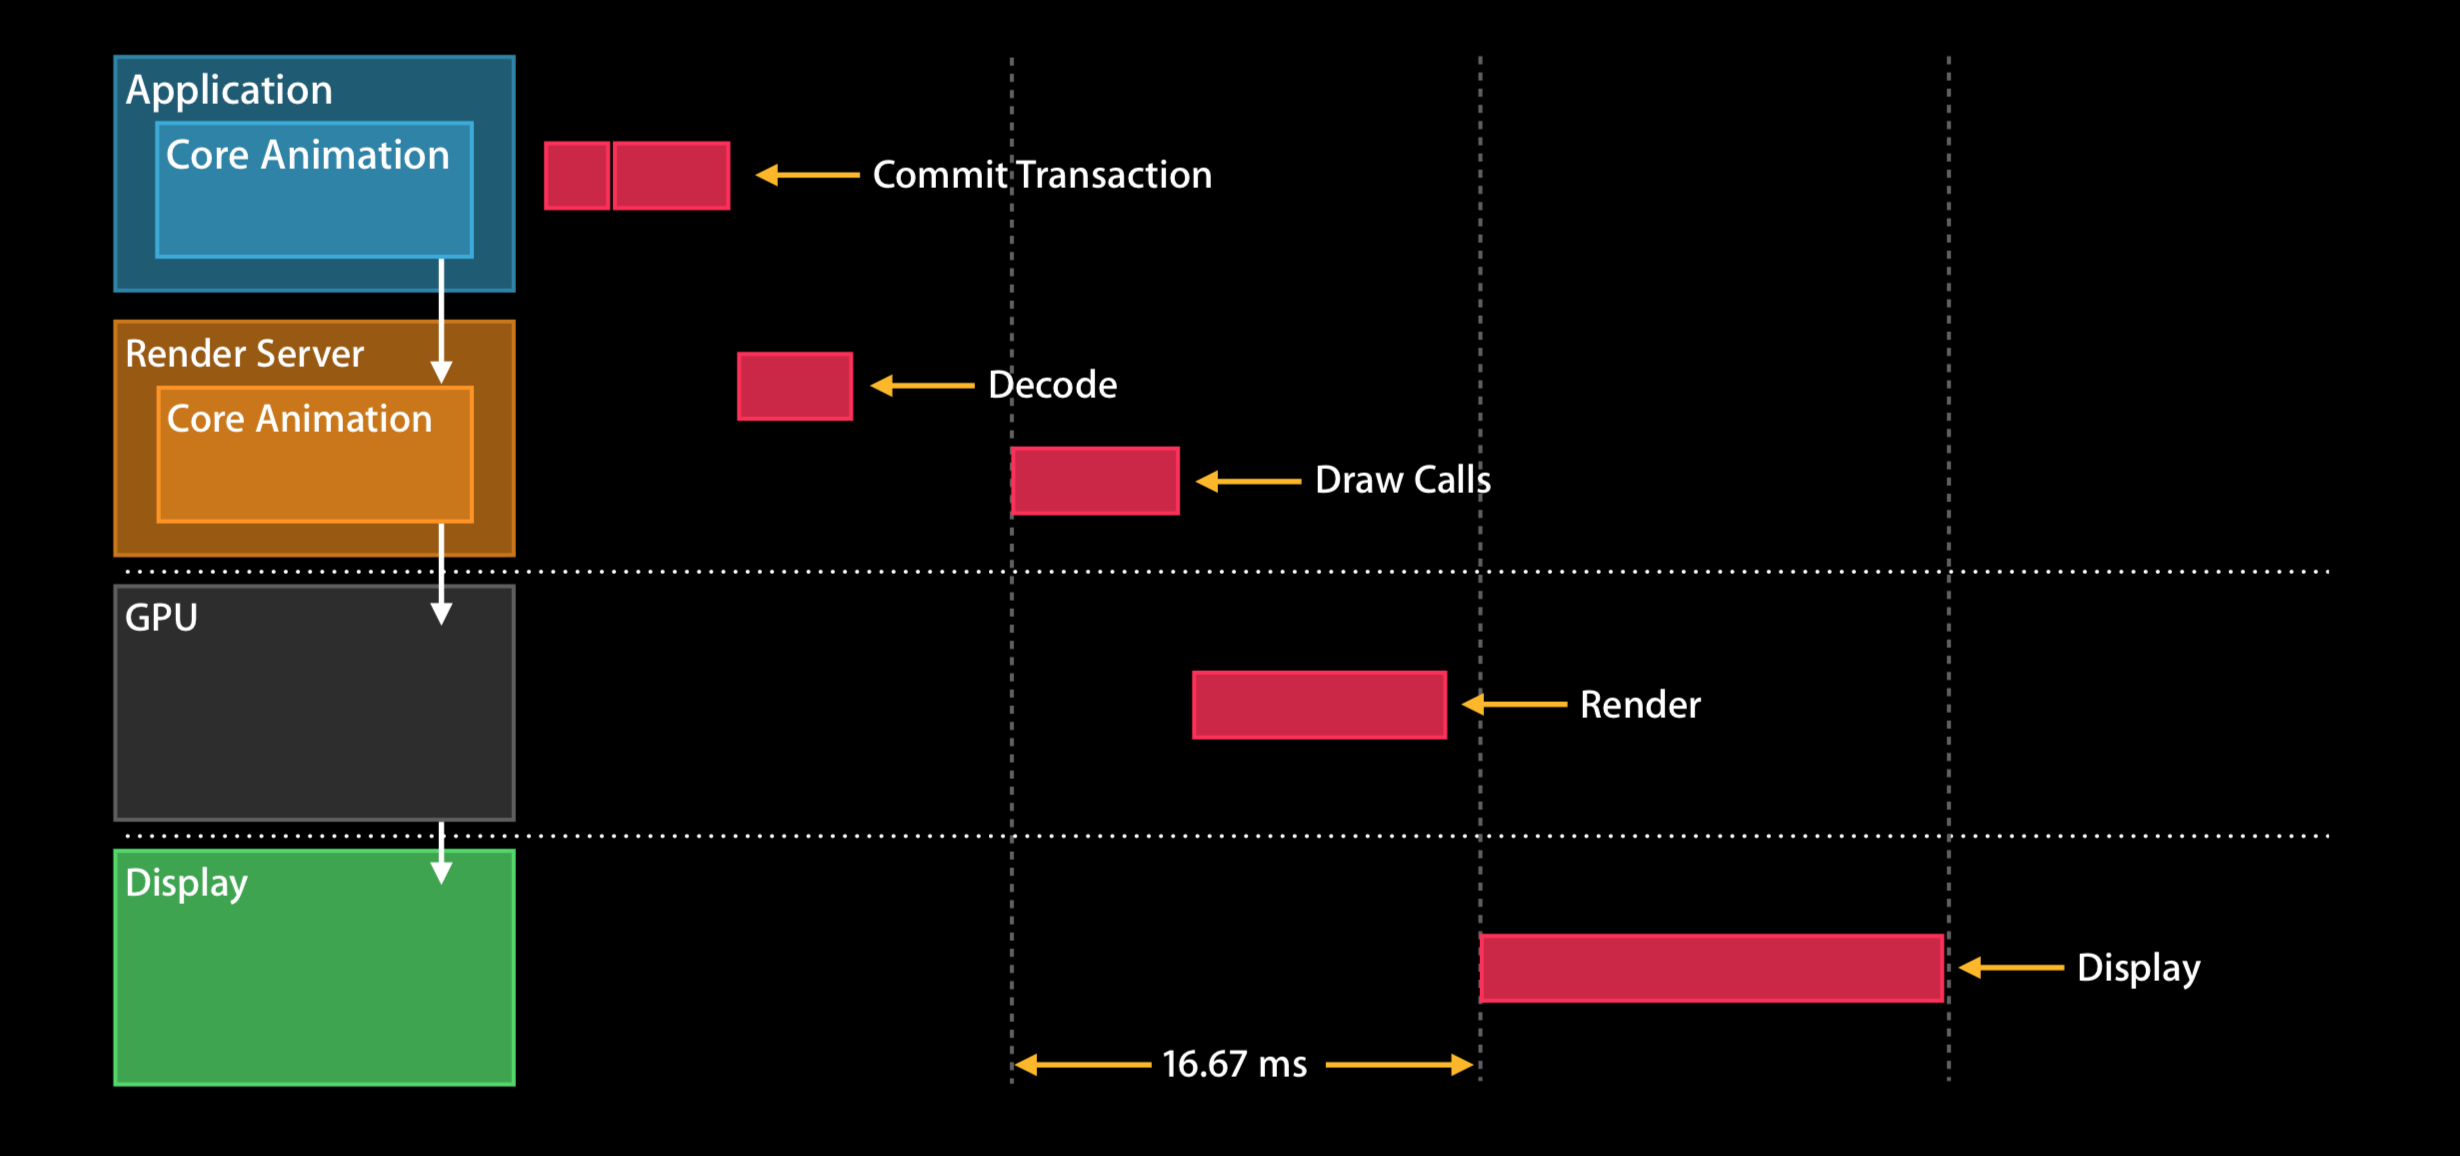 Application
Core Animation
Commit Transaction
Render Server
Core Animation
Decode
Draw Calls
GPU
Render
Display
Display
16.67 ms